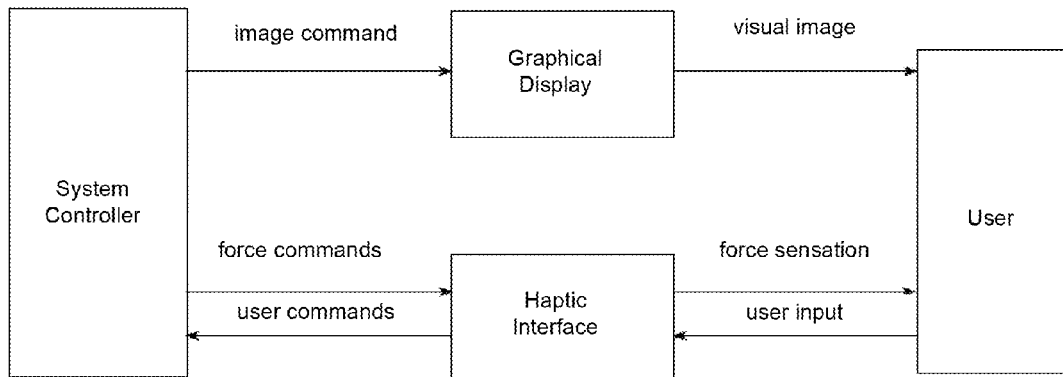 image command
visual image
Graphical
Display
System
Controller
User
force commands
force sensation
Haptic
Interface
user commands
user input